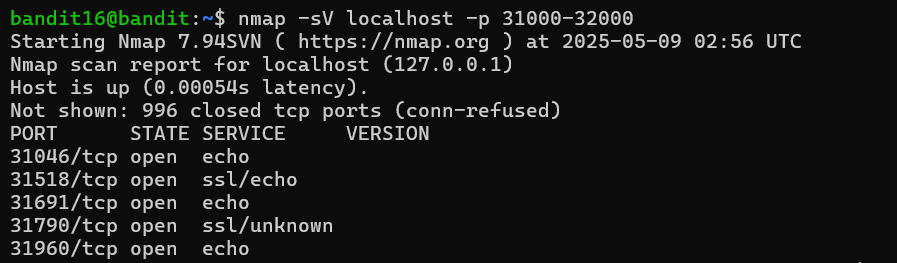 bandit16@bandit:~$ nmap -sV localhost -p 31000-32000
Starting Nmap 7.94SVN ( https://nmap.org ) at 2025-05-09 02:56 UTC
Nmap scan report for localhost (127.0.0.1)
Host is up (0.00054s latency).
Not shown: 996 closed tcp ports (conn-refused)
PORT      STATE SERVICE     VERSION
31046/tcp open  echo
31518/tcp open  ssl/echo
31691/tcp open  echo
31790/tcp open  ssl/unknown
31960/tcp open  echo